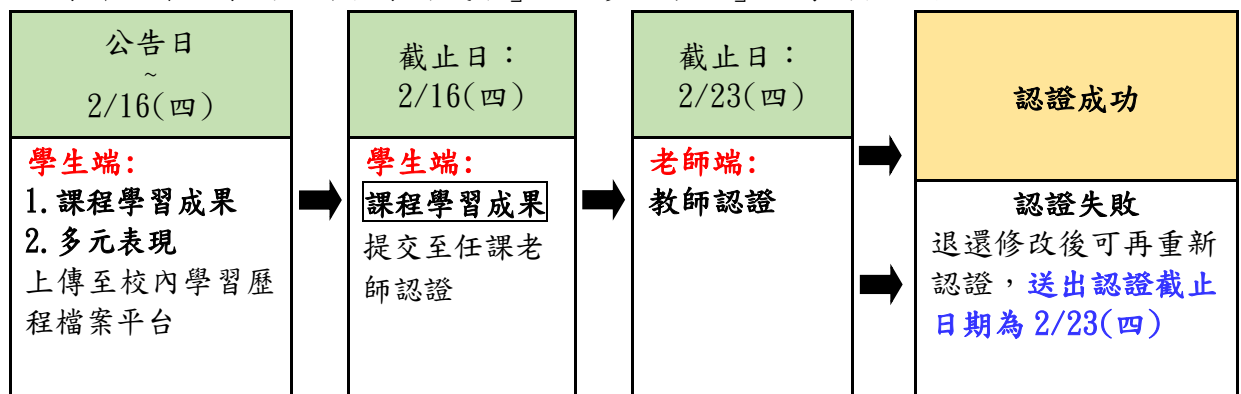 公告日
~
2/16(四)
學生端:
1.課程學習成果
2.多元表現
上傳至校內學習歷
程檔案平台
截止日：
2/16(四)
學生端:
課程學習成果
提交至任課老
師認證
截止日：
2/23(四)
老師端:
教師認證
認證成功
認證失敗
退還修改後可再重新
認證，送出認證截止
日期為 2/23(四)